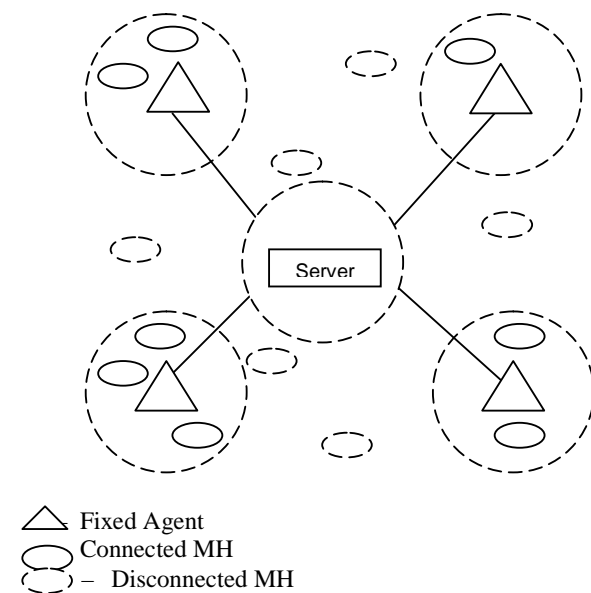 Server
Fixed Agent
Connected MH
– Disconnected MH